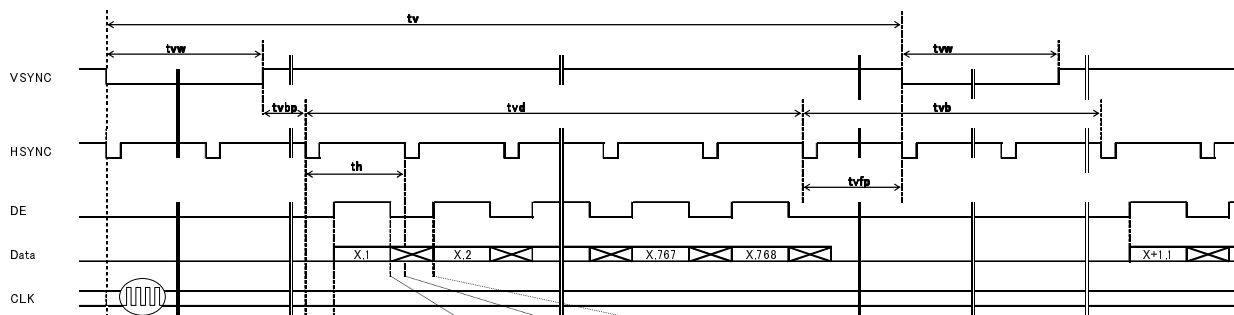 tv
tvw
tvw
VSYNC
tvbp
tvd
tvb
HSYNC
th
tvfp
DE
Data
X,1
X,2
X,767
X,768
X+1,1
CLK